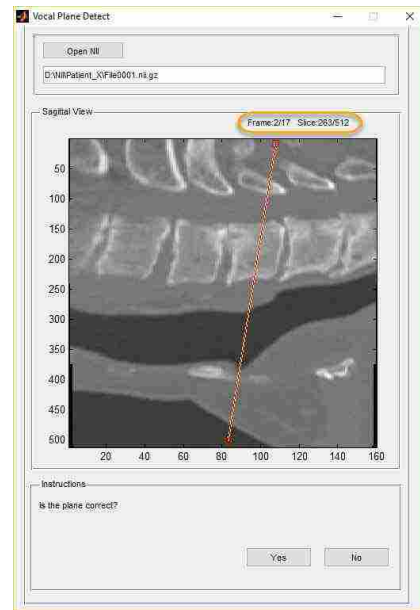 Vocal Plane Detect
Open NII
D:\NII\Patient_X\File0001.nii.gz
Sagittal View
Frame:2/17 Slice:263/512
50
100
150
200
250
300
350
400
450
500
20 40 60 80 100 120 140 160
Instructions
Is the plane correct?
Yes No